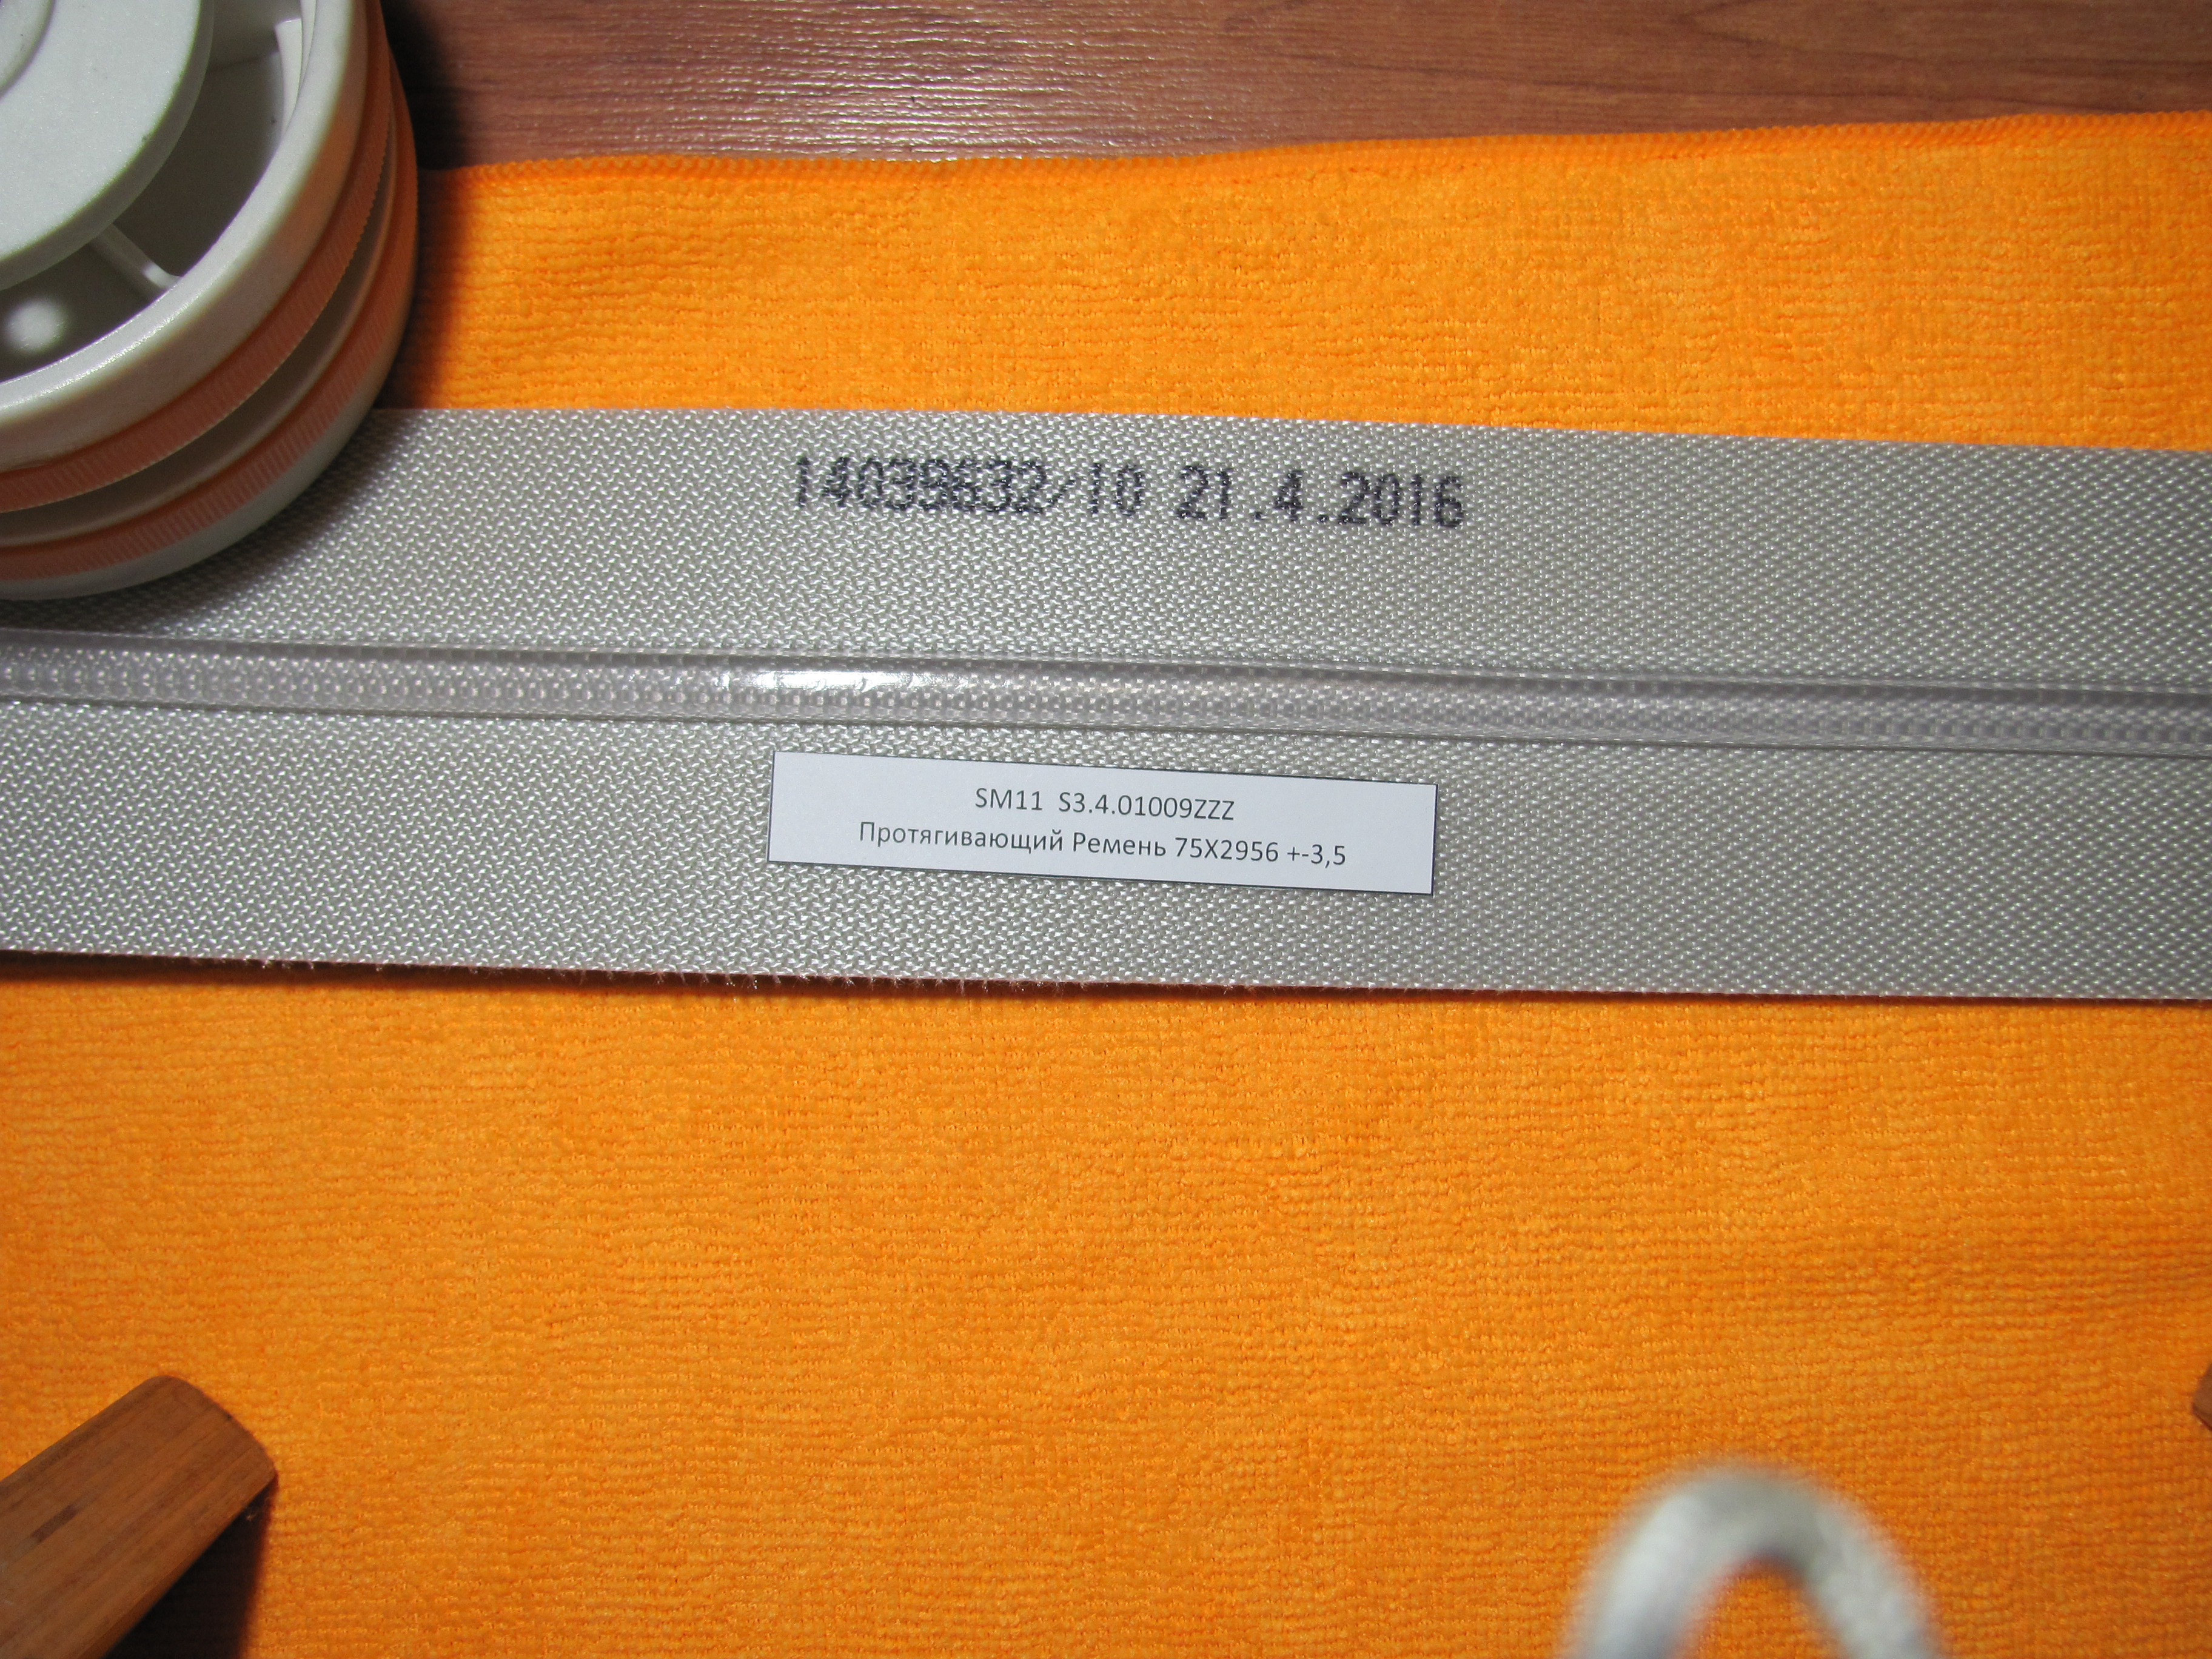 14039632/10 21.4.2016
SM11 S3.4.01009ZZZ
Протягивающий Ремень 75X2956 +-3,5